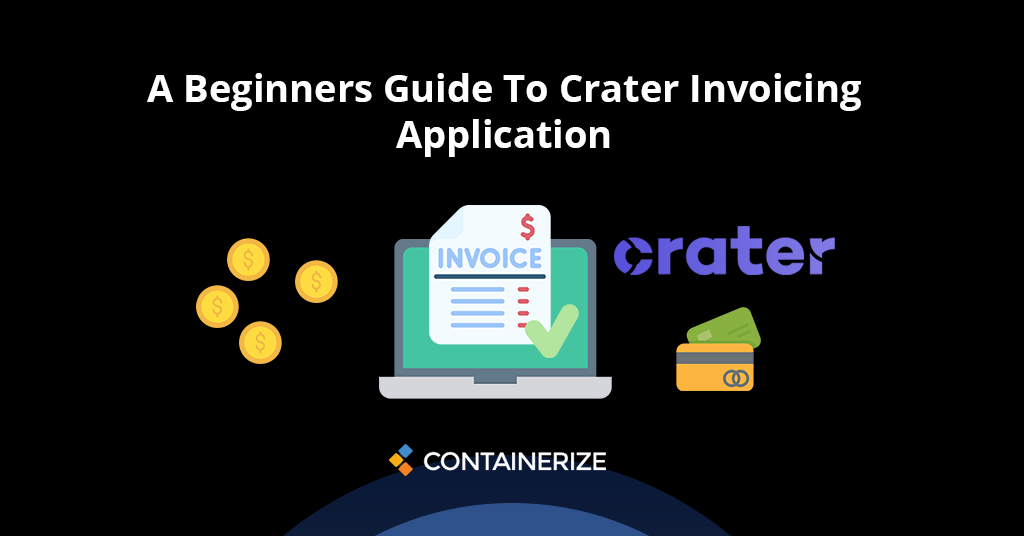 A Beginners Guide To Crater Invoicing
Application
$
INVOICE
crater
$
$
$
$
CONTAINERIZE